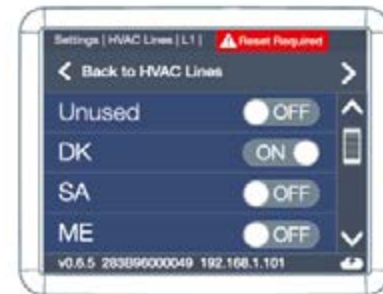 Settings | HVAC Lines | L1 | Reset Required
Back to HVAC Lines
Unused OFF
DK ON
SA OFF
ME OFF
v0.6.5 283B96000049 192.168.1.101